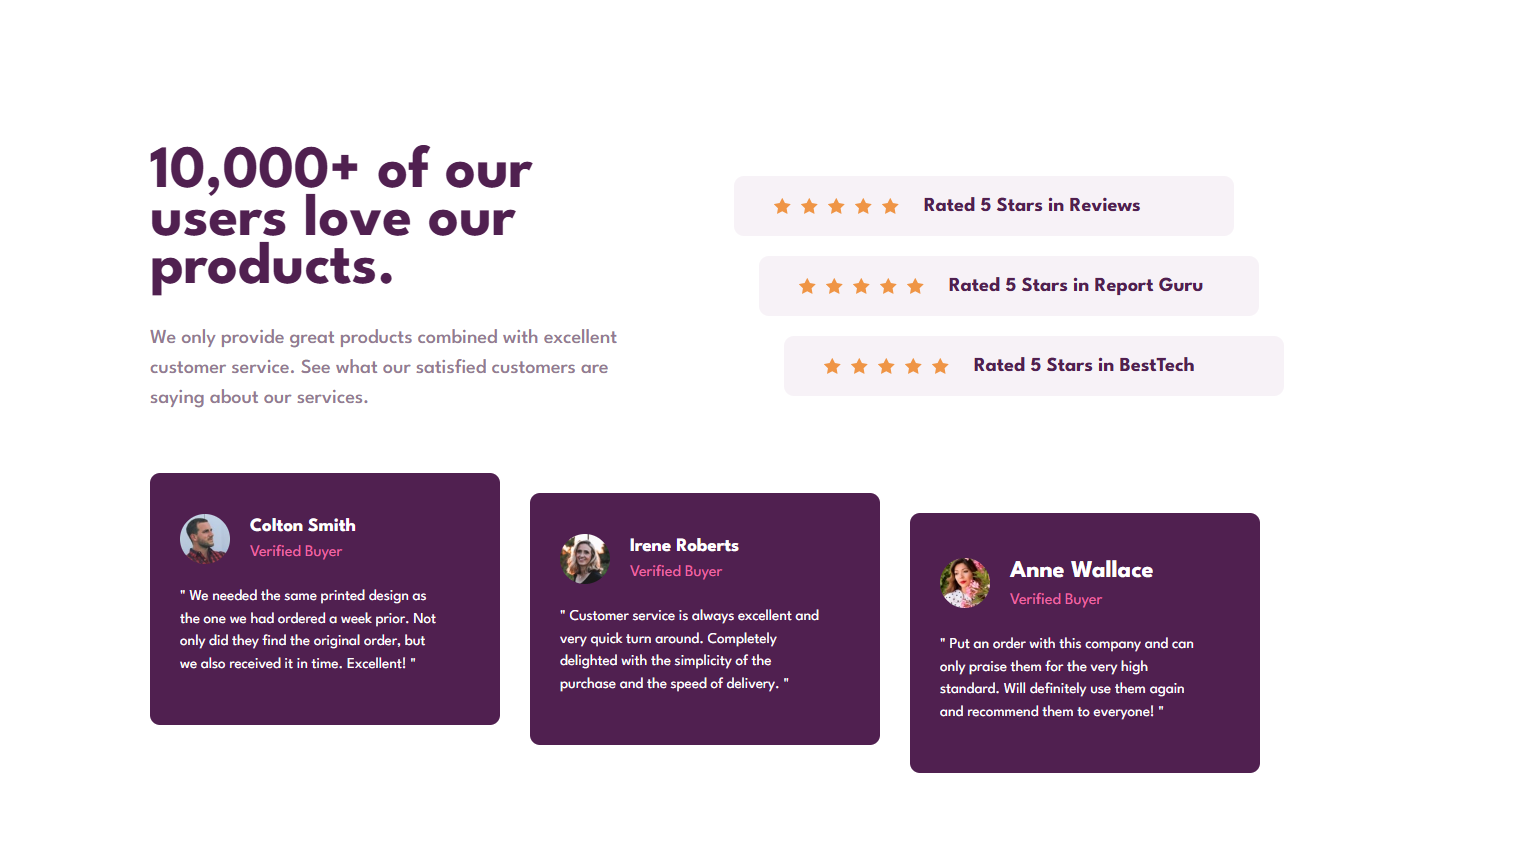 10,000+ of our
users love our
products.
We only provide great products combined with excellent
customer service. See what our satisfied customers are
saying about our services.
Rated 5 Stars in Reviews
Rated 5 Stars in Report Guru
Rated 5 Stars in BestTech
Colton Smith
Verified Buyer
" We needed the same printed design as
the one we had ordered a week prior. Not
only did they find the original order, but
we also received it in time. Excellent! "
Irene Roberts
Verified Buyer
" Customer service is always excellent and
very quick turn around. Completely
delighted with the simplicity of the
purchase and the speed of delivery. "
Anne Wallace
Verified Buyer
" Put an order with this company and can
only praise them for the very high
standard. Will definitely use them again
and recommend them to everyone! "